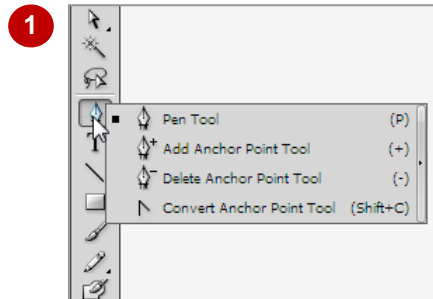 1
Pen Tool (P)
Add Anchor Point Tool (+)
Delete Anchor Point Tool (-)
Convert Anchor Point Tool (Shift+C)